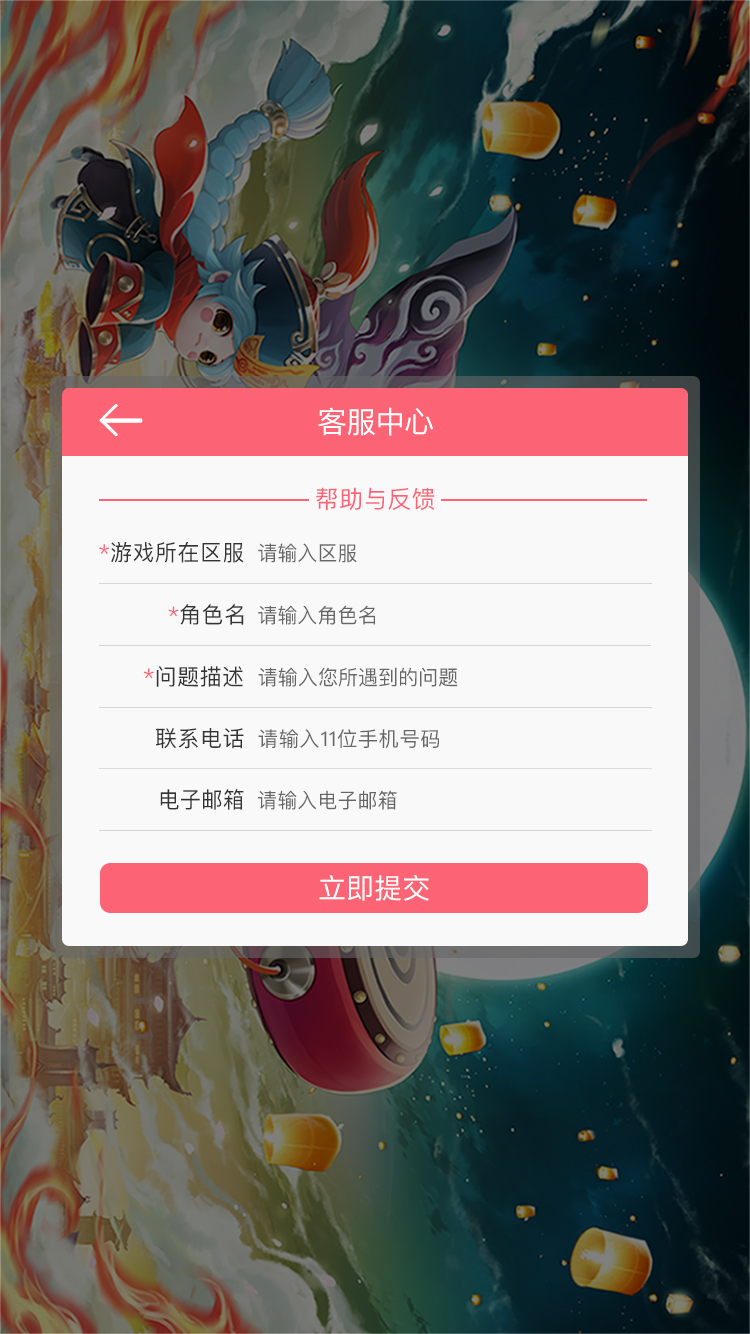 客服中心
帮助与反馈
*游戏所在区服 请输入区服
*角色名 请输入角色名
*问题描述 请输入您所遇到的问题
联系电话 请输入11位手机号码
电子邮箱 请输入电子邮箱
立即提交